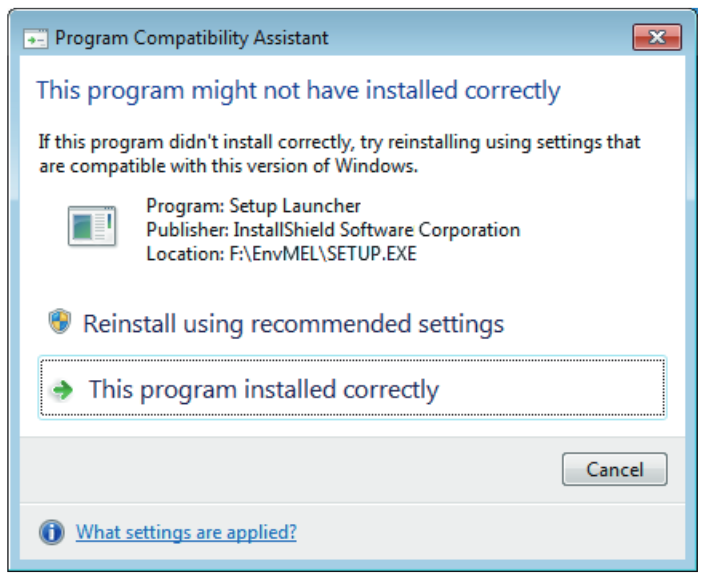 Program Compatibility Assistant
This program might not have installed correctly
If this program didn't install correctly, try reinstalling using settings that
are compatible with this version of Windows.
Program: Setup Launcher
Publisher: InstallShield Software Corporation
Location: F:\EnvMEL\SETUP.EXE
Reinstall using recommended settings
This program installed correctly
Cancel
What settings are applied?